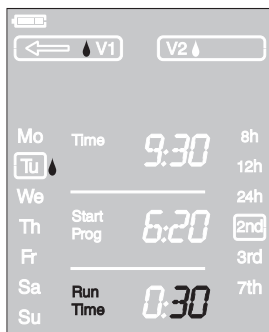 V1 V2
Mo Time 9:30 8h
Tu 12h
We 24h
Th Start Prog 6:20 2nd
Fr 3rd
Sa Run Time 0:30 7th
Su